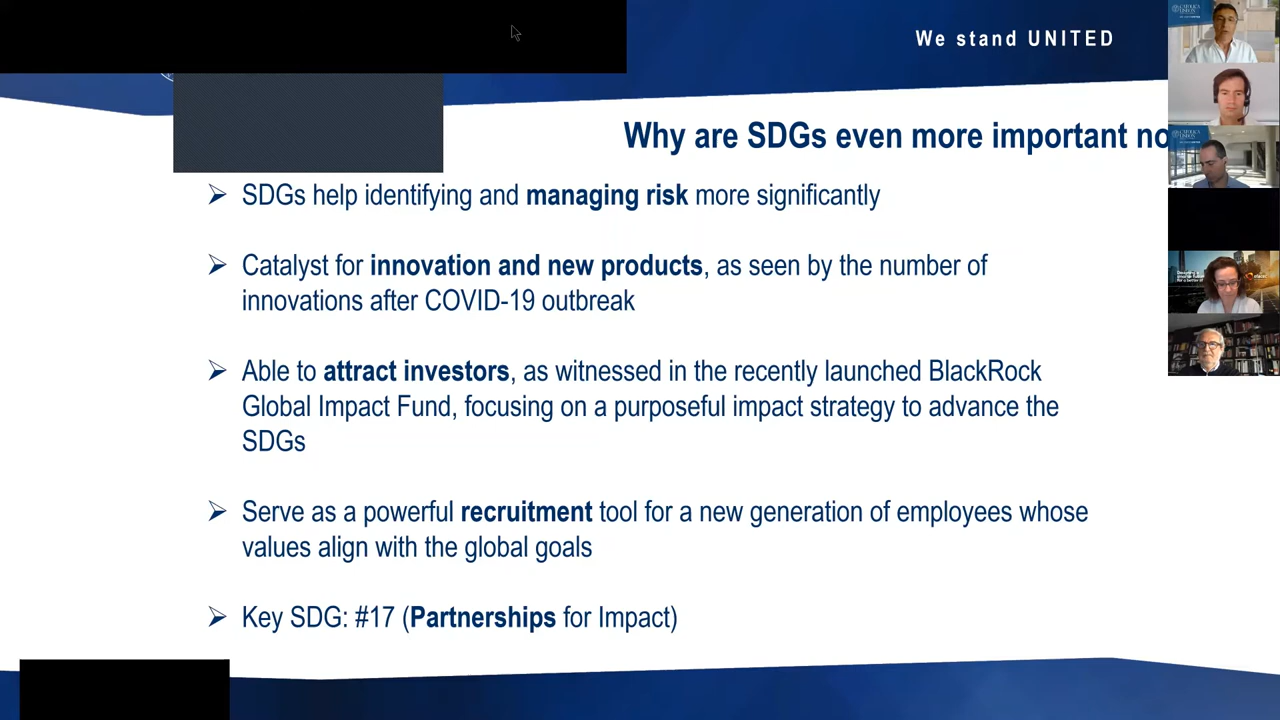 We stand UNITED
Why are SDGs even more important no
➢ SDGs help identifying and managing risk more significantly
➢ Catalyst for innovation and new products, as seen by the number of
innovations after COVID-19 outbreak
➢ Able to attract investors, as witnessed in the recently launched BlackRock
Global Impact Fund, focusing on a purposeful impact strategy to advance the
SDGs
➢ Serve as a powerful recruitment tool for a new generation of employees whose
values align with the global goals
➢ Key SDG: #17 (Partnerships for Impact)